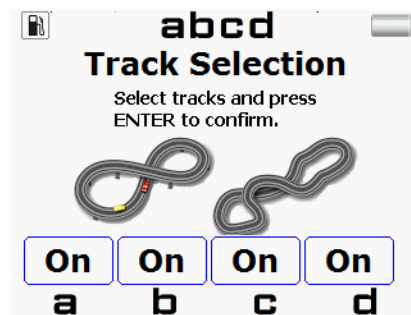 abcd
Track Selection
Select tracks and press
ENTER to confirm.
On On On On
a b c d